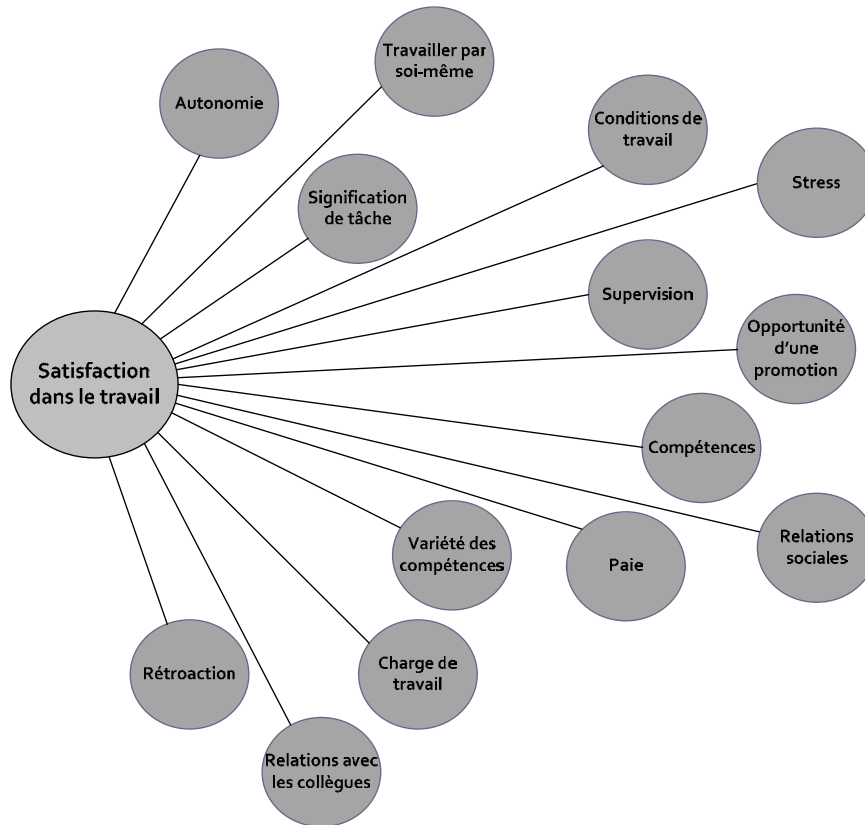 Travailler par
soi-même
Autonomie
Conditions de
travail
Stress
Signification
de tâche
Supervision
Opportunité
d'une
promotion
Satisfaction
dans le travail
Compétences
Relations
sociales
Variété des
compétences
Paie
Rétroaction
Charge de
travail
Relations avec
les collègues